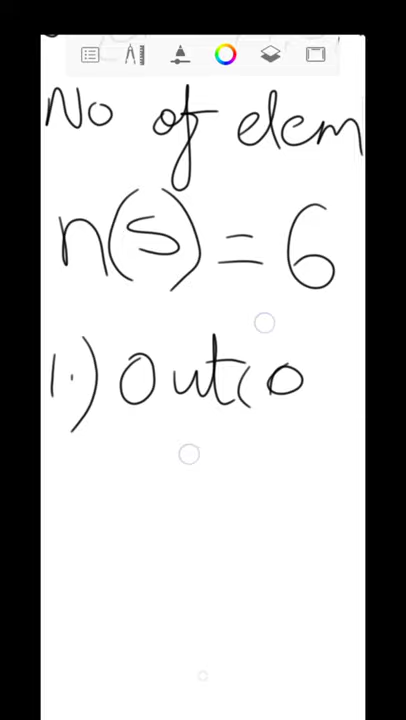 No of elem
n(s) = 6
1.) Outco